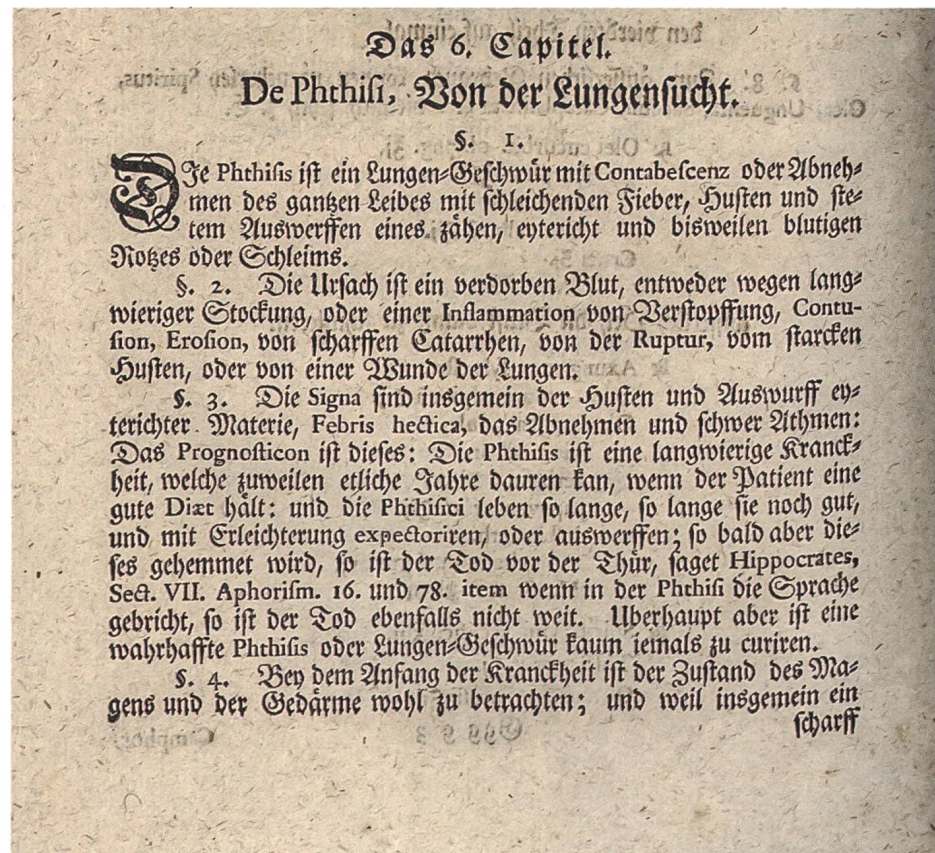 Das 6. Capitel.
De Phthisi, Von der Lungensucht.
§. 1.
DJe Phthisis ist ein Lungen-Geschwür mit Contabescenz oder Abneh-
men des gantzen Leibes mit schleichenden Fieber, Husten und ste-
tem Auswerffen eines zähen, eytericht und bisweilen blutigen
Rotzes oder Schleims.
§. 2. Die Ursach ist ein verdorben Blut, entweder wegen lang-
wieriger Stockung, oder einer Inflammation von Verstopffung, Contu-
sion, Erosion, von scharffen Catarrhen, von der Ruptur, vom starcken
Husten, oder von einer Wunde der Lungen.
§. 3. Die Signa sind insgemein der Husten und Auswurff ey-
terichter Materie, Febris hectica, das Abnehmen und schwer Athmen:
Das Prognosticon ist dieses: Die Phthisis ist eine langwierige Kranck-
heit, welche zuweilen etliche Jahre dauren kan, wenn der Patient eine
gute Diæt hält: und die Phthisici leben so lange, so lange sie noch gut,
und mit Erleichterung expectoriren, oder auswerffen; so bald aber die-
ses gehemmet wird, so ist der Tod vor der Thür, saget Hippocrates,
Sect. VII. Aphorism. 16. und 78. item wenn in der Phthisi die Sprache
gebricht, so ist der Tod ebenfalls nicht weit. Uberhaupt aber ist eine
wahrhaffte Phthisis oder Lungen-Geschwür kaum iemals zu curiren.
§. 4. Bey dem Anfang der Kranckheit ist der Zustand des Ma-
gens und der Gedärme wohl zu betrachten; und weil insgemein ein
scharff